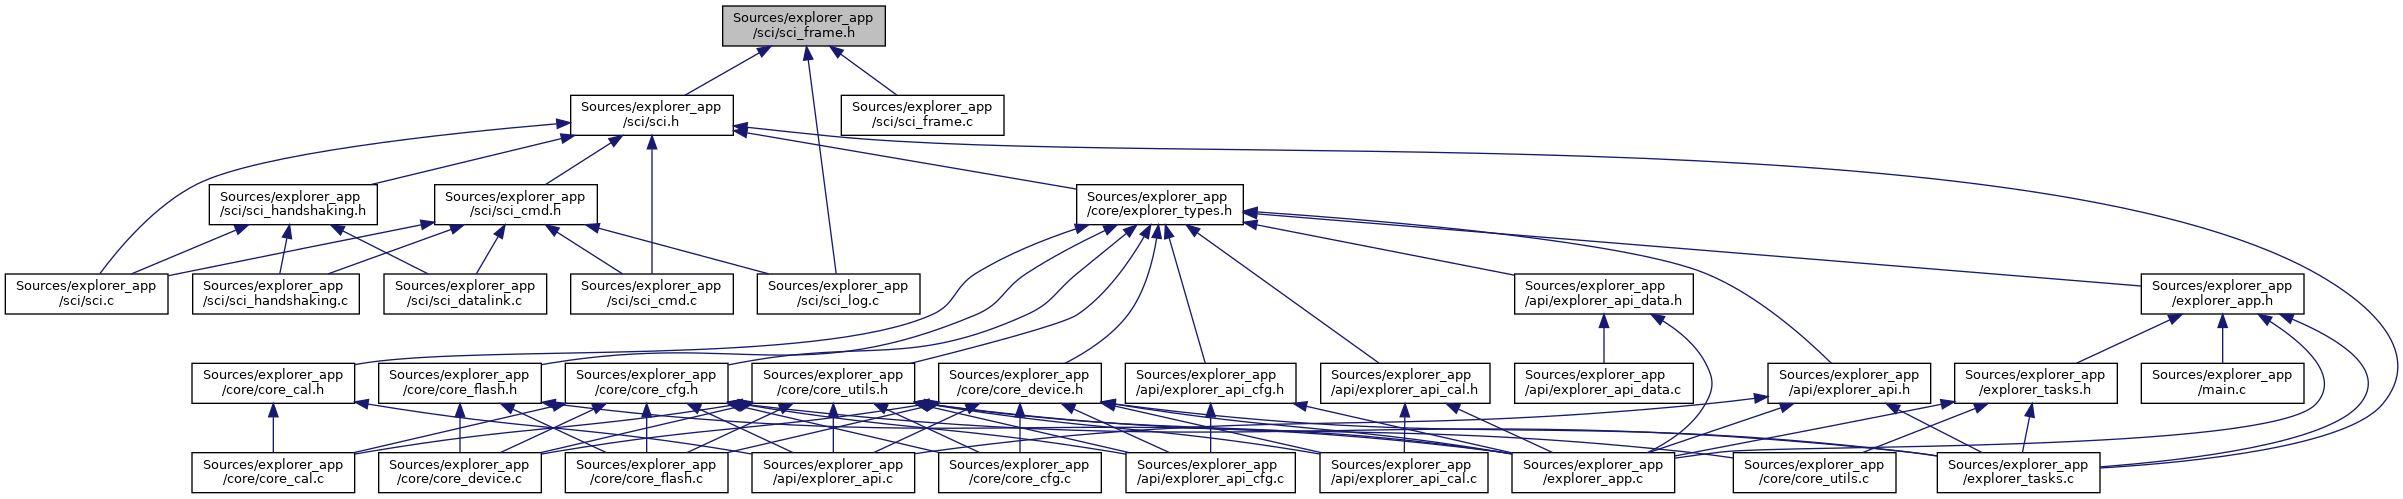 Sources/explorer_app
/sci/sci_frame.h
Sources/explorer_app
/sci/sci.h
Sources/explorer_app
/sci/sci_frame.c
Sources/explorer_app
/sci/sci_handshaking.h
Sources/explorer_app
/sci/sci_cmd.h
Sources/explorer_app
/core/explorer_types.h
Sources/explorer_app
/sci/sci.c
Sources/explorer_app
/sci/sci_handshaking.c
Sources/explorer_app
/sci/sci_datalink.c
Sources/explorer_app
/sci/sci_cmd.c
Sources/explorer_app
/sci/sci_log.c
Sources/explorer_app
/api/explorer_api_data.h
Sources/explorer_app
/explorer_app.h
Sources/explorer_app
/core/core_cal.h
Sources/explorer_app
/core/core_flash.h
Sources/explorer_app
/core/core_cfg.h
Sources/explorer_app
/core/core_utils.h
Sources/explorer_app
/core/core_device.h
Sources/explorer_app
/api/explorer_api_cfg.h
Sources/explorer_app
/api/explorer_api_cal.h
Sources/explorer_app
/api/explorer_api_data.c
Sources/explorer_app
/api/explorer_api.h
Sources/explorer_app
/explorer_tasks.h
Sources/explorer_app
/main.c
Sources/explorer_app
/core/core_cal.c
Sources/explorer_app
/core/core_device.c
Sources/explorer_app
/core/core_flash.c
Sources/explorer_app
/api/explorer_api.c
Sources/explorer_app
/core/core_cfg.c
Sources/explorer_app
/api/explorer_api_cfg.c
Sources/explorer_app
/api/explorer_api_cal.c
Sources/explorer_app
/explorer_app.c
Sources/explorer_app
/core/core_utils.c
Sources/explorer_app
/explorer_tasks.c